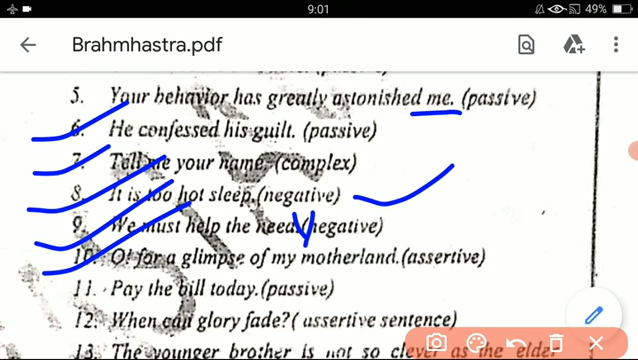 9:01
49%
Brahmhastra.pdf
5. Your behavior has greatly astonished me. (passive)
6. He confessed his guilt. (passive)
7. Tell me your name. (complex)
8. It is too hot sleep.(negative)
9. We must help the need.(negative)
10. O! for a glimpse of my motherland.(assertive)
11. Pay the bill today.(passive)
12. When can glory fade?( assertive sentence)
13. The younger brother is not so clever as the elde